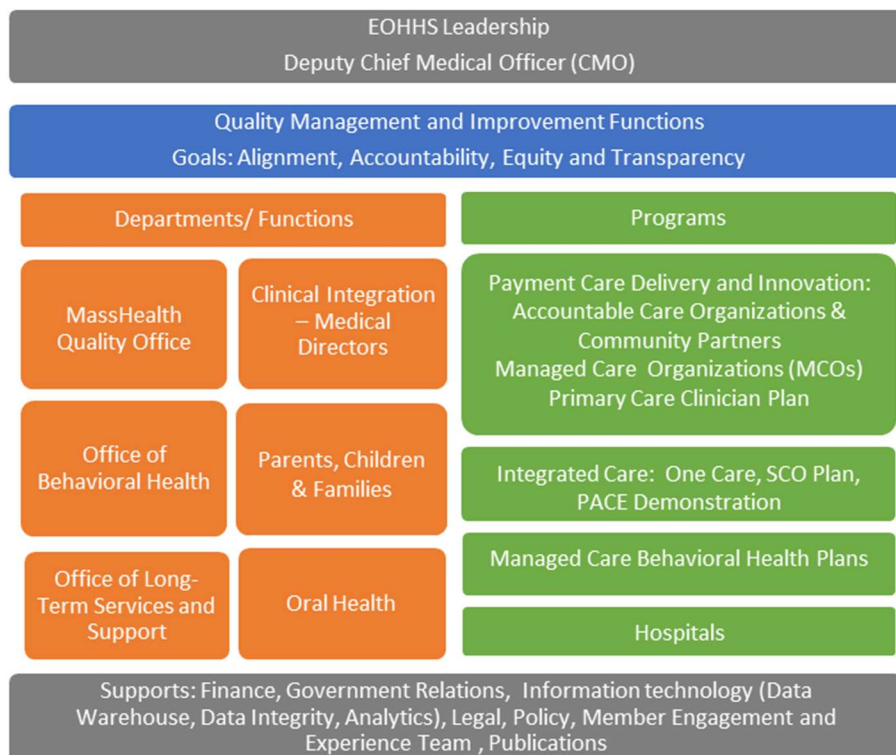 EOHHS Leadership
Deputy Chief Medical Officer (CMO)
Quality Management and Improvement Functions
Goals: Alignment, Accountability, Equity and Transparency
Departments/ Functions
MassHealth
Quality Office
Clinical Integration
– Medical
Directors
Office of
Behavioral Health
Parents, Children
& Families
Office of Long-
Term Services and
Support
Oral Health
Programs
Payment Care Delivery and Innovation:
Accountable Care Organizations &
Community Partners
Managed Care Organizations (MCOs)
Primary Care Clinician Plan
Integrated Care: One Care, SCO Plan,
PACE Demonstration
Managed Care Behavioral Health Plans
Hospitals
Supports: Finance, Government Relations, Information technology (Data
Warehouse, Data Integrity, Analytics), Legal, Policy, Member Engagement and
Experience Team , Publications